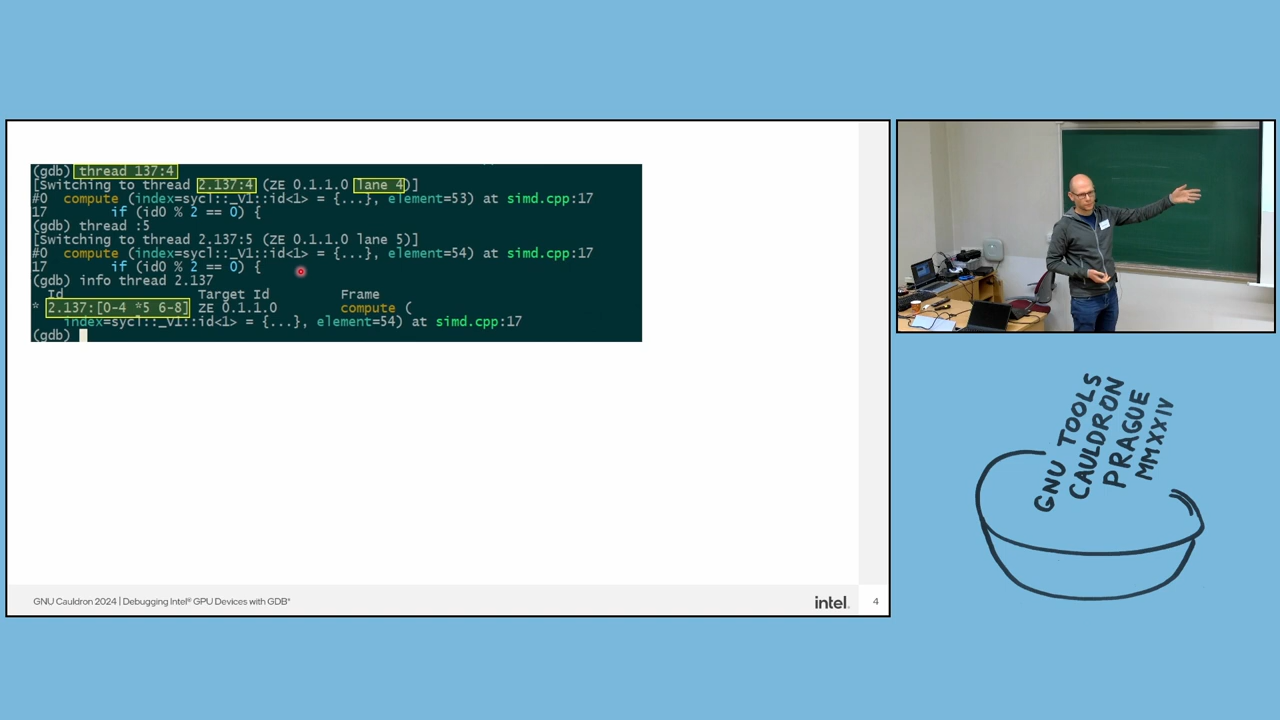 (gdb) thread 137:4
[Switching to thread 2.137:4 (ZE 0.1.1.0 lane 4)]
#0  compute (index=sycl::_V1::id<1> = {...}, element=53) at simd.cpp:17
17        if (id0 % 2 == 0) {
(gdb) thread :5
[Switching to thread 2.137:5 (ZE 0.1.1.0 lane 5)]
#0  compute (index=sycl::_V1::id<1> = {...}, element=54) at simd.cpp:17
17        if (id0 % 2 == 0) {
(gdb) info thread 2.137
  Id                 Target Id         Frame
* 2.137:[0-4 *5 6-8] ZE 0.1.1.0        compute (
    index=sycl::_V1::id<1> = {...}, element=54) at simd.cpp:17
(gdb)
GNU Cauldron 2024 | Debugging Intel® GPU Devices with GDB*
intel.
4
GNU TOOLS
CAULDRON
PRAGUE
MMXXIV